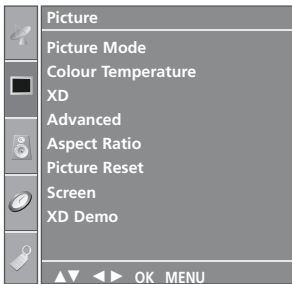 Picture
Picture Mode
Colour Temperature
XD
Advanced
Aspect Ratio
Picture Reset
Screen
XD Demo
▲▼ ◄► OK MENU